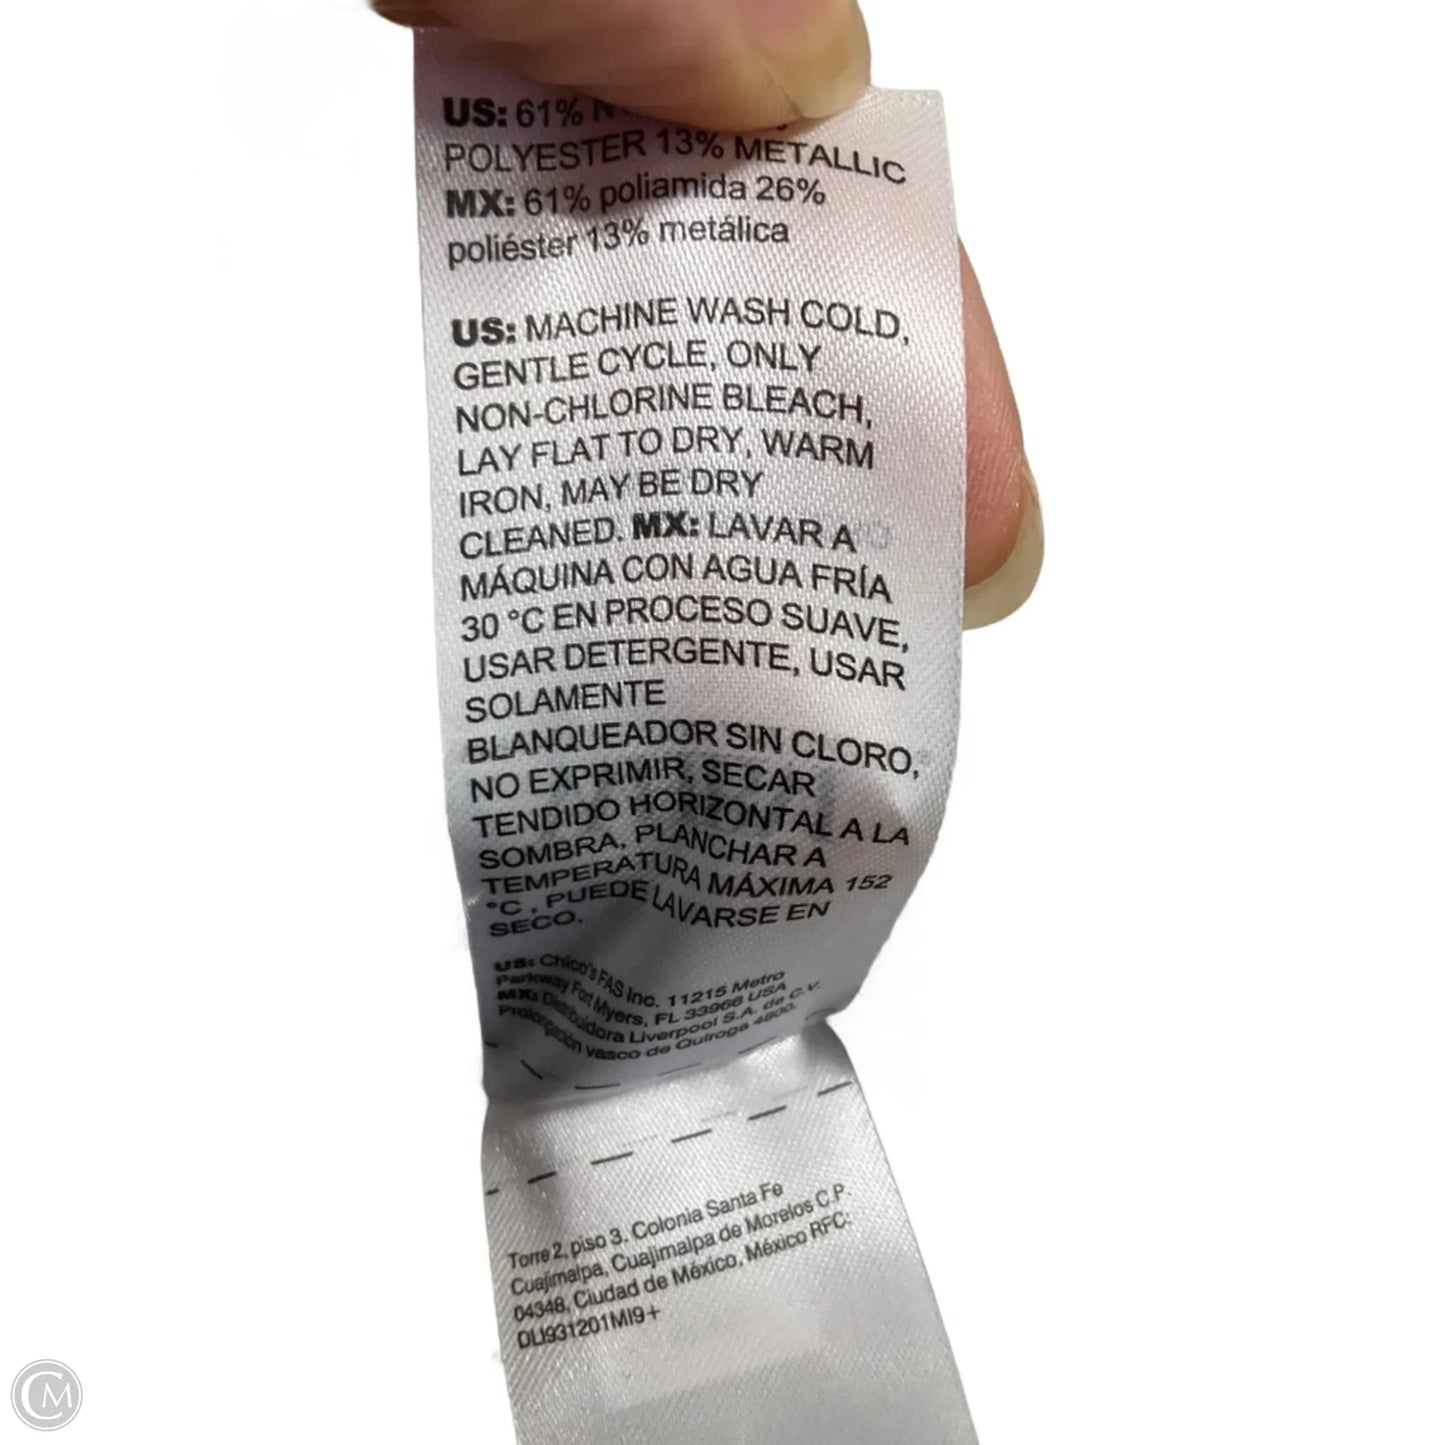 US: 61%
POLYESTER 13% METALLIC
MX: 61% poliamida 26%
poliéster 13% metálica
US: MACHINE WASH COLD,
GENTLE CYCLE, ONLY
NON-CHLORINE BLEACH,
LAY FLAT TO DRY, WARM
IRON, MAY BE DRY
CLEANED. MX: LAVAR A
MÁQUINA CON AGUA FRÍA
30 °C EN PROCESO SUAVE,
USAR DETERGENTE, USAR
SOLAMENTE
BLANQUEADOR SIN CLORO,
NO EXPRIMIR, SECAR
TENDIDO HORIZONTAL A LA
SOMBRA, PLANCHAR A
TEMPERATURA MÁXIMA 152
°C , PUEDE LAVARSE EN
SECO.
US: Chico's FAS Inc. 11215 Metro
Parkway Fort Myers, FL 33966 USA
MX: Distribuidora Liverpool S.A. de C.V.
Prolongación vasco de Quiroga 4800.
Torre 2, piso 3. Colonia Santa Fe
Cuajimalpa, Cuajimalpa de Morelos C.P.
04348, Ciudad de México, México RFC:
DLI931201MI9+
CM